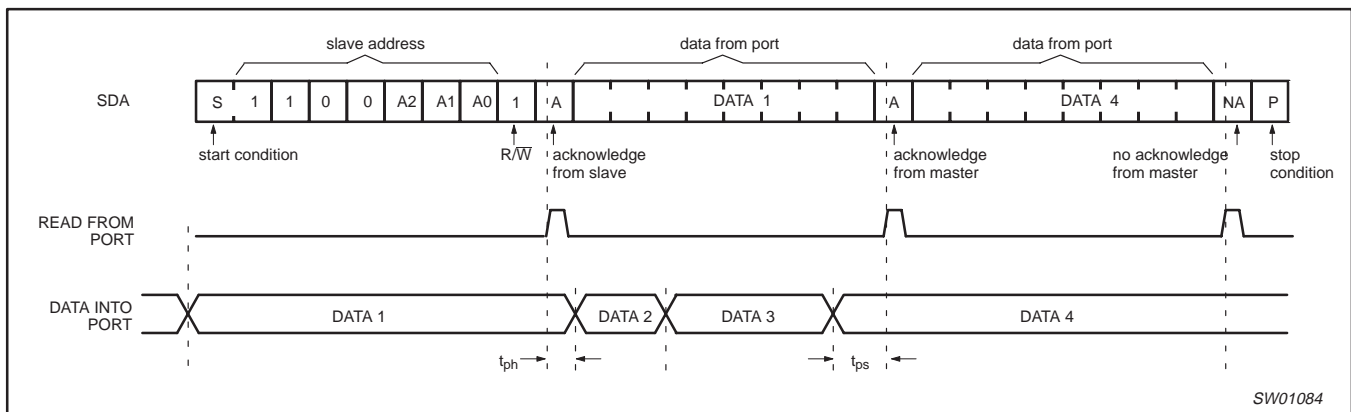 slave address data from port data from port
SDA S 1 1 0 0 A2 A1 A0 1 A DATA 1 A DATA 4 NA P
start condition R/W̅ acknowledge from slave acknowledge from master no acknowledge from master stop condition
READ FROM PORT
DATA INTO PORT DATA 1 DATA 2 DATA 3 DATA 4
tph tps
SW01084